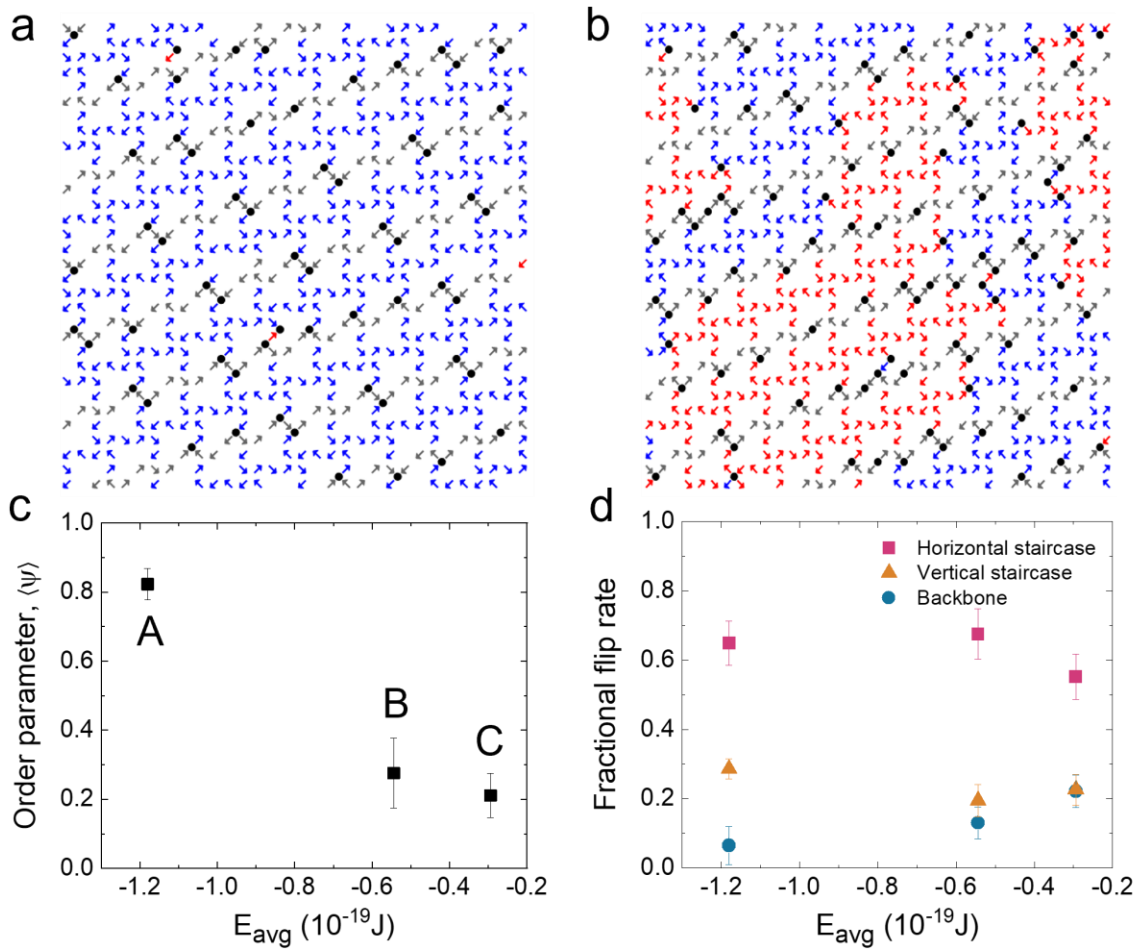 a
b
c
d
1.0
0.8
0.6
0.4
0.2
0.0
Order parameter, ⟨ψ⟩
A
B
C
-1.2
-1.0
-0.8
-0.6
-0.4
-0.2
E_avg (10⁻¹⁹J)
1.0
0.8
0.6
0.4
0.2
0.0
Fractional flip rate
Horizontal staircase
Vertical staircase
Backbone
-1.2
-1.0
-0.8
-0.6
-0.4
-0.2
E_avg (10⁻¹⁹J)